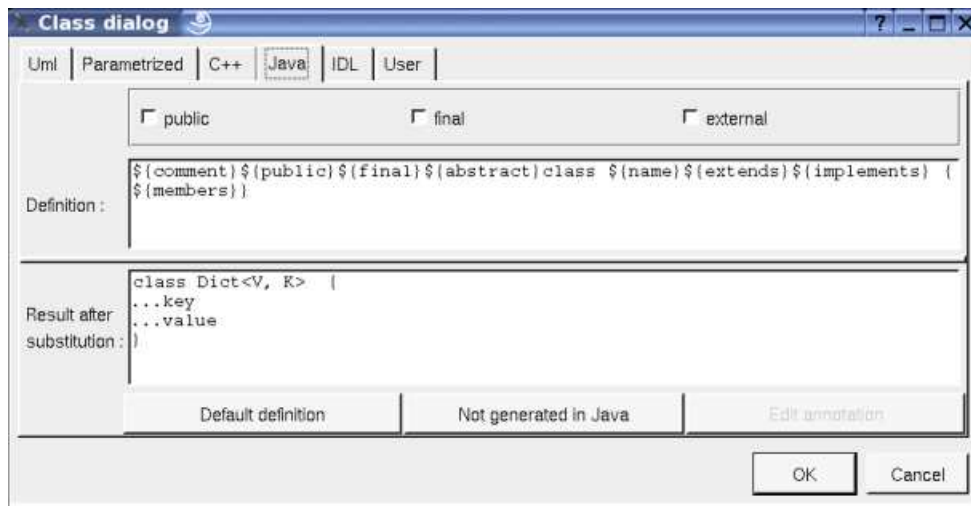 Class dialog
?
Uml Parametrized C++ Java IDL User
public final external
Definition :
${comment}${public}${final}${abstract}class ${name}${extends}${implements} {
${members}}
Result after
substitution :
class Dict<V, K>  {
...key
...value
}
Default definition Not generated in Java Edit annotation
OK Cancel